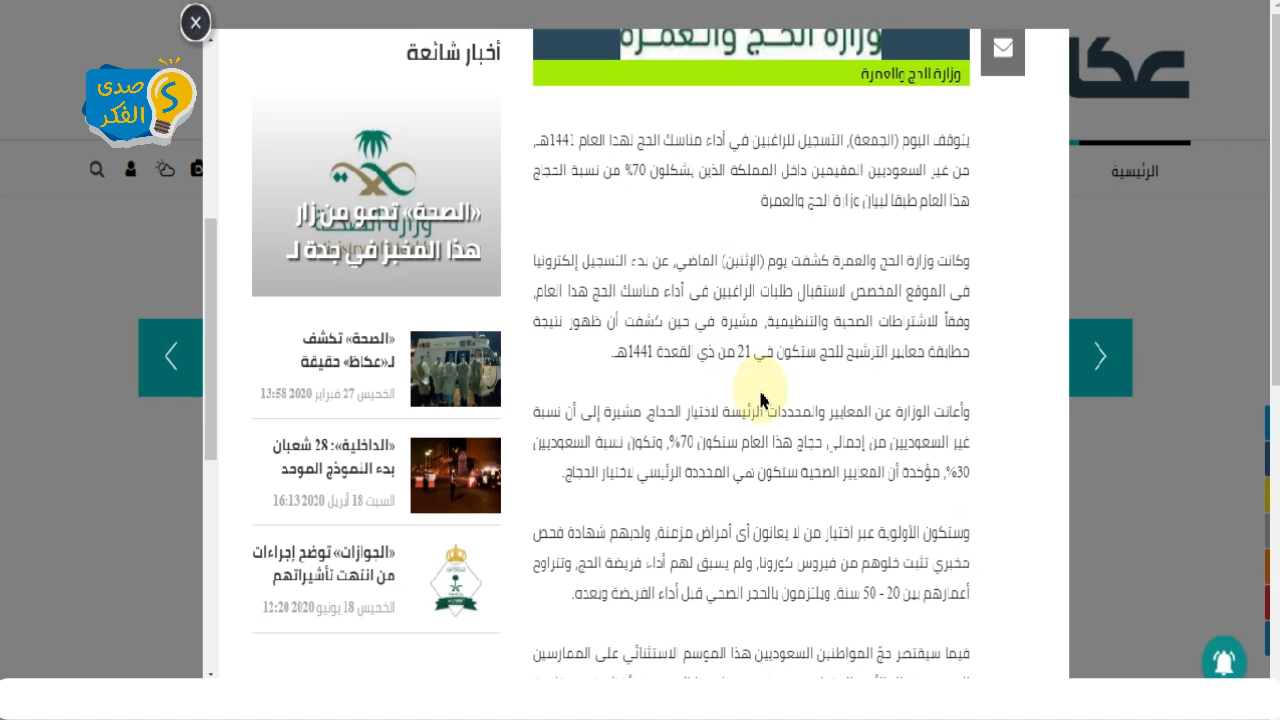 صدى
الفكر
عكا
الرئيسية
أخبار شائعة
«الصحة» تدعو من زار
هذا المخبز في جدة لـ
«الصحة» تكشف
لـ«عكاظ» حقيقة
الخميس 27 فبراير 2020 13:58
«الداخلية»: 28 شعبان
بدء النموذج الموحد
السبت 18 أبريل 2020 16:13
«الجوازات» توضح إجراءات
من انتهت تأشيراتهم
الخميس 18 يونيو 2020 12:20
وزارة الحج والعمرة
وزارة الحج والعمرة
يتوقف اليوم (الجمعة)، التسجيل للراغبين في أداء مناسك الحج لهذا العام 1441هـ،
من غير السعوديين المقيمين داخل المملكة الذين يشكلون 70% من نسبة الحجاج
هذا العام طبقا لبيان وزارة الحج والعمرة
وكانت وزارة الحج والعمرة كشفت يوم (الإثنين) الماضي، عن بدء التسجيل إلكترونيا
في الموقع المخصص لاستقبال طلبات الراغبين في أداء مناسك الحج هذا العام،
وفقاً للاشتراطات الصحية والتنظيمية، مشيرة في حين كشفت أن ظهور نتيجة
مطابقة معايير الترشيح للحج ستكون في 21 من ذي القعدة 1441هـ.
وأعلنت الوزارة عن المعايير والمحددات الرئيسة لاختيار الحجاج، مشيرة إلى أن نسبة
غير السعوديين من إجمالي حجاج هذا العام ستكون 70%، وتكون نسبة السعوديين
30%، مؤكدة أن المعايير الصحية ستكون هي المحددة الرئيسي لاختيار الحجاج.
وستكون الأولوية عبر اختيار من لا يعانون أي أمراض مزمنة، ولديهم شهادة فحص
مخبري تثبت خلوهم من فيروس كورونا، ولم يسبق لهم أداء فريضة الحج، وتتراوح
أعمارهم بين 20 - 50 سنة، ويلتزمون بالحجر الصحي قبل أداء الفريضة وبعده.
فيما سيقتصر حجّ المواطنين السعوديين هذا الموسم الاستثنائي على الممارسين